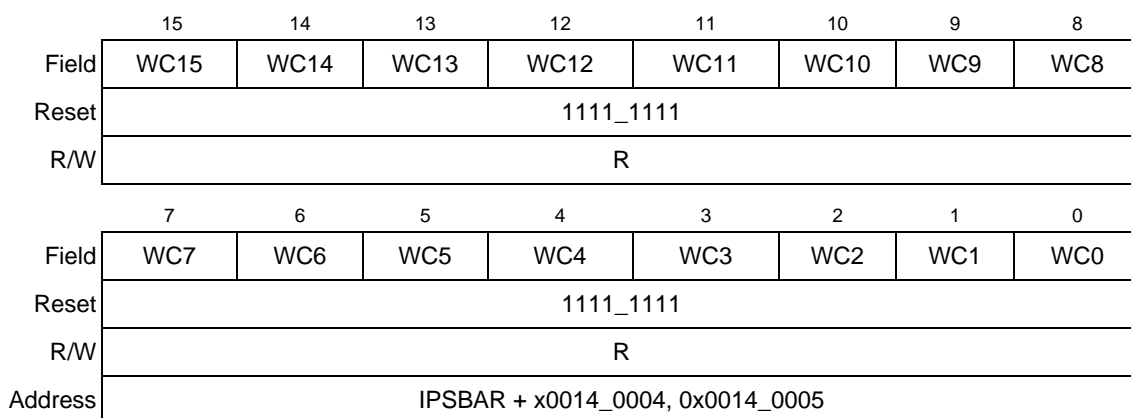 15 14 13 12 11 10 9 8
Field WC15 WC14 WC13 WC12 WC11 WC10 WC9 WC8
Reset 1111_1111
R/W R
7 6 5 4 3 2 1 0
Field WC7 WC6 WC5 WC4 WC3 WC2 WC1 WC0
Reset 1111_1111
R/W R
Address IPSBAR + x0014_0004, 0x0014_0005